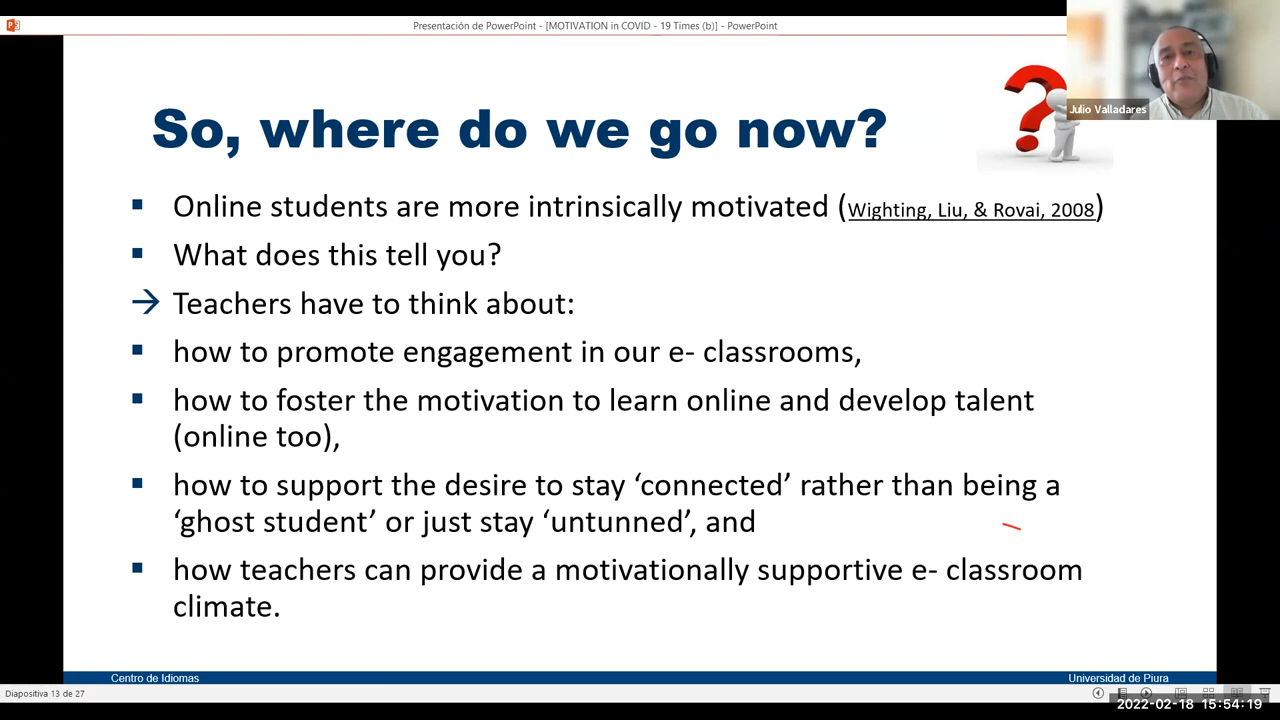 Presentación de PowerPoint - [MOTIVATION in COVID - 19 Times (b)] - PowerPoint
Julio Valladares
So, where do we go now?
Online students are more intrinsically motivated (Wighting, Liu, & Rovai, 2008)
What does this tell you?
→ Teachers have to think about:
how to promote engagement in our e- classrooms,
how to foster the motivation to learn online and develop talent
(online too),
how to support the desire to stay ‘connected’ rather than being a
‘ghost student’ or just stay ‘untunned’, and
how teachers can provide a motivationally supportive e- classroom
climate.
Centro de Idiomas
Universidad de Piura
Diapositiva 13 de 27
2022-02-18 15:54:19